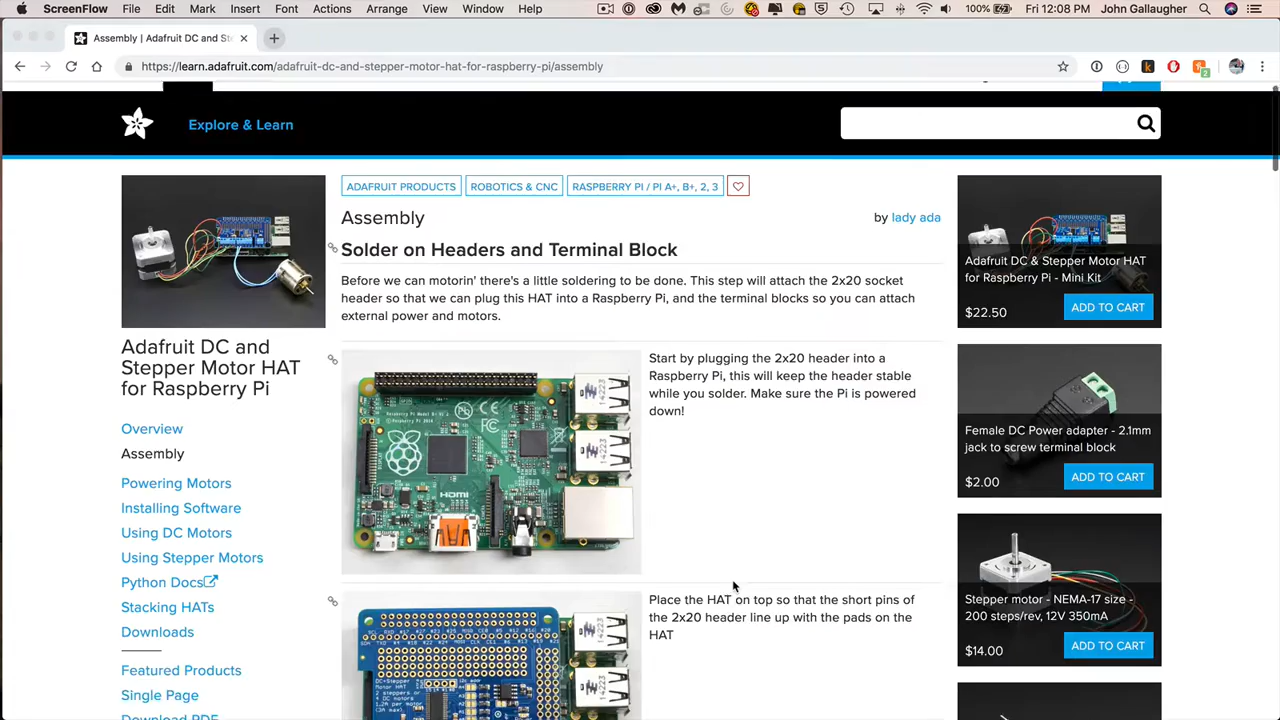 ScreenFlow File Edit Mark Insert Font Actions Arrange View Window Help 100% Fri 12:08 PM John Gallaugher
Assembly | Adafruit DC and St
https://learn.adafruit.com/adafruit-dc-and-stepper-motor-hat-for-raspberry-pi/assembly
Explore & Learn
ADAFRUIT PRODUCTS ROBOTICS & CNC RASPBERRY PI / PI A+, B+, 2, 3
Assembly by lady ada
Solder on Headers and Terminal Block
Before we can motorin' there's a little soldering to be done. This step will attach the 2x20 socket
header so that we can plug this HAT into a Raspberry Pi, and the terminal blocks so you can attach
external power and motors.
Start by plugging the 2x20 header into a
Raspberry Pi, this will keep the header stable
while you solder. Make sure the Pi is powered
down!
HDMI
Place the HAT on top so that the short pins of
the 2x20 header line up with the pads on the
HAT
DC+Stepper
Motor HAT
Adafruit DC and
Stepper Motor HAT
for Raspberry Pi
Overview
Assembly
Powering Motors
Installing Software
Using DC Motors
Using Stepper Motors
Python Docs
Stacking HATs
Downloads
Featured Products
Single Page
Download PDF
Adafruit DC & Stepper Motor HAT
for Raspberry Pi - Mini Kit
$22.50 ADD TO CART
Female DC Power adapter - 2.1mm
jack to screw terminal block
$2.00 ADD TO CART
Stepper motor - NEMA-17 size -
200 steps/rev, 12V 350mA
$14.00 ADD TO CART